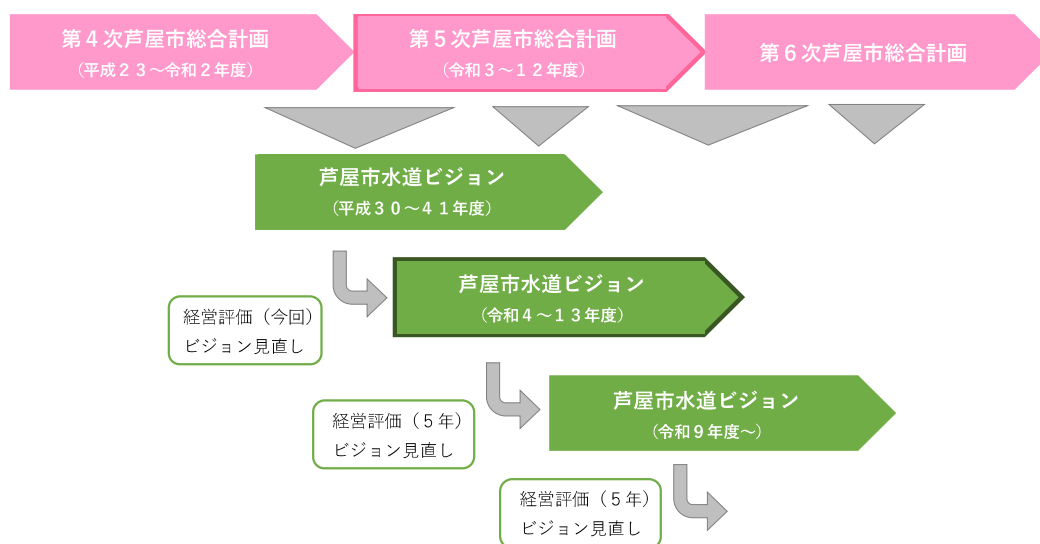 第４次芦屋市総合計画
（平成２３～令和２年度）
第５次芦屋市総合計画
（令和３～１２年度）
第６次芦屋市総合計画
芦屋市水道ビジョン
（平成３０～４１年度）
芦屋市水道ビジョン
（令和４～１３年度）
経営評価（今回）
ビジョン見直し
芦屋市水道ビジョン
（令和９年度～）
経営評価（５年）
ビジョン見直し
経営評価（５年）
ビジョン見直し